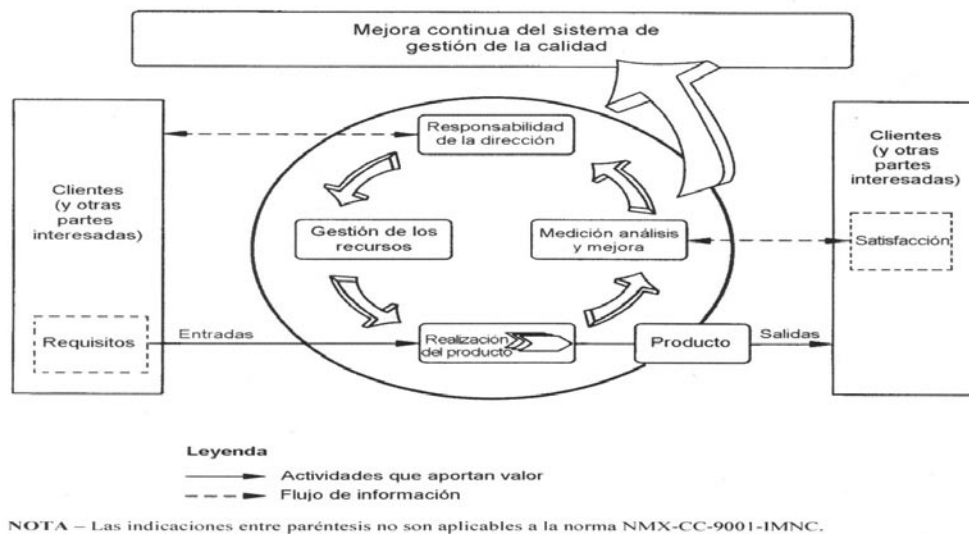 Mejora continua del sistema de
gestión de la calidad
Responsabilidad
de la dirección
Clientes
(y otras
partes
interesadas)
Clientes
(y otras
partes
interesadas)
Gestión de los
recursos
Medición análisis
y mejora
Satisfacción
Requisitos
Entradas
Realización
del producto
Producto
Salidas
Leyenda
Actividades que aportan valor
Flujo de información
NOTA – Las indicaciones entre paréntesis no son aplicables a la norma NMX-CC-9001-IMNC.